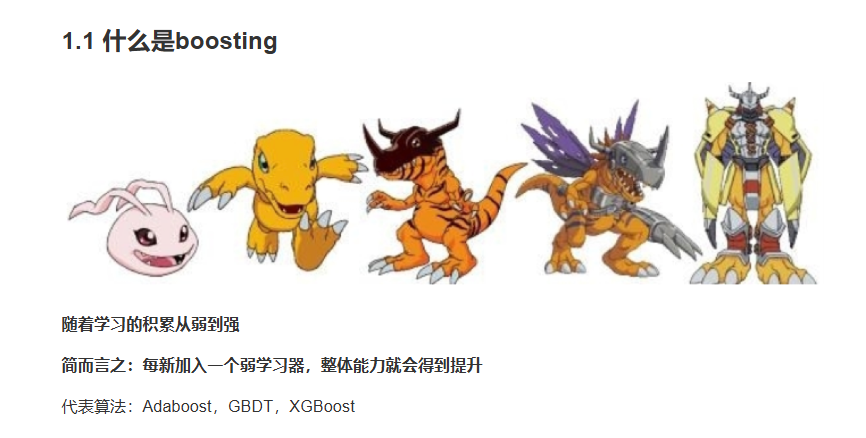 1.1 什么是boosting
随着学习的积累从弱到强
简而言之：每新加入一个弱学习器，整体能力就会得到提升
代表算法：Adaboost，GBDT，XGBoost